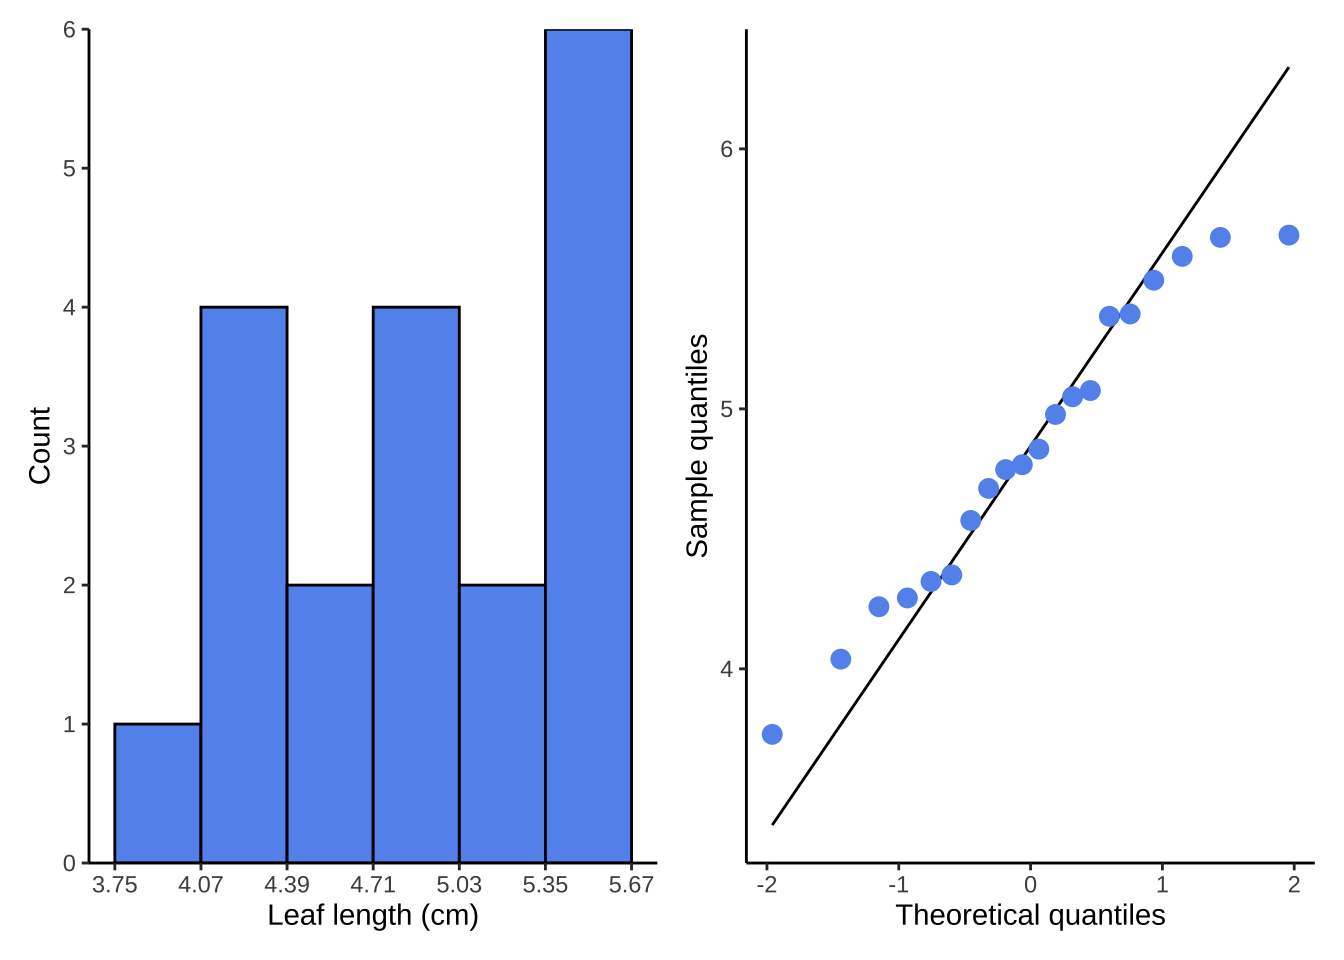 6
5
4
3
2
1
0
Count
3.75 4.07 4.39 4.71 5.03 5.35 5.67
Leaf length (cm)
6
5
4
Sample quantiles
-2 -1 0 1 2
Theoretical quantiles